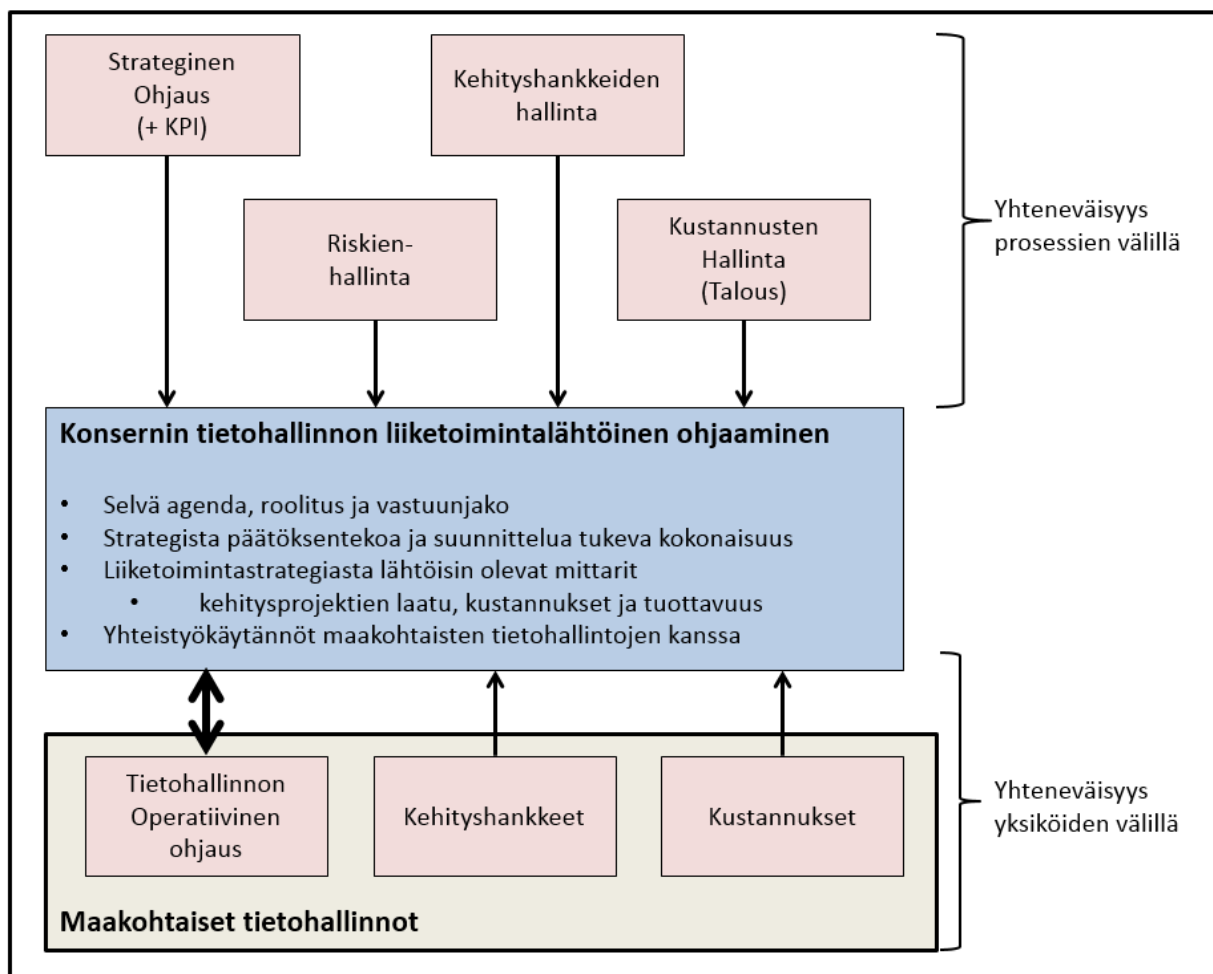 Strateginen
Ohjaus
(+ KPI)
Kehityshankkeiden
hallinta
Riskien-
hallinta
Kustannusten
Hallinta
(Talous)
Yhteneväisyys
prosessien välillä
Konsernin tietohallinnon liiketoimintalähtöinen ohjaaminen
• Selvä agenda, roolitus ja vastuunjako
• Strategista päätöksentekoa ja suunnittelua tukeva kokonaisuus
• Liiketoimintastrategiasta lähtöisin olevat mittarit
• kehitysprojektien laatu, kustannukset ja tuottavuus
• Yhteistyökäytännöt maakohtaisten tietohallintojen kanssa
Tietohallinnon
Operatiivinen
ohjaus
Kehityshankkeet
Kustannukset
Yhteneväisyys
yksiköiden välillä
Maakohtaiset tietohallinnot